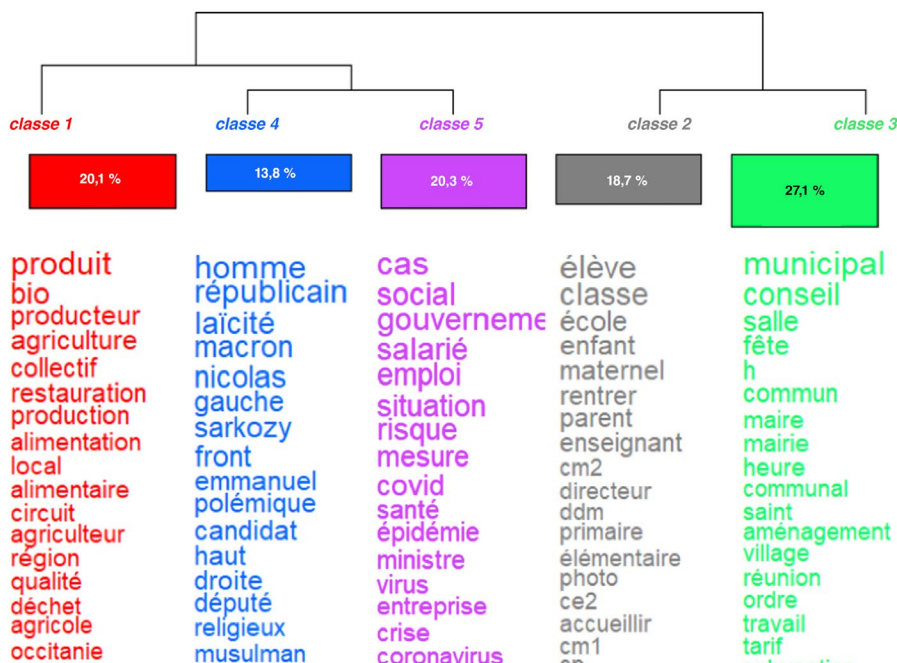 classe 1
classe 4
classe 5
classe 2
classe 3
20,1 %
13,8 %
20,3 %
18,7 %
27,1 %
produit
bio
producteur
agriculture
collectif
restauration
production
alimentation
local
alimentaire
circuit
agriculteur
région
qualité
déchet
agricole
occitanie
homme
républicain
laïcité
macron
nicolas
gauche
sarkozy
front
emmanuel
polémique
candidat
haut
droite
député
religieux
musulman
cas
social
gouverneme
salarié
emploi
situation
risque
mesure
covid
santé
épidémie
ministre
virus
entreprise
crise
coronavirus
élève
classe
école
enfant
maternel
rentrer
parent
enseignant
cm2
directeur
ddm
primaire
élémentaire
photo
ce2
accueillir
cm1
municipal
conseil
salle
fête
h
commun
maire
mairie
heure
communal
saint
aménagement
village
réunion
ordre
travail
tarif